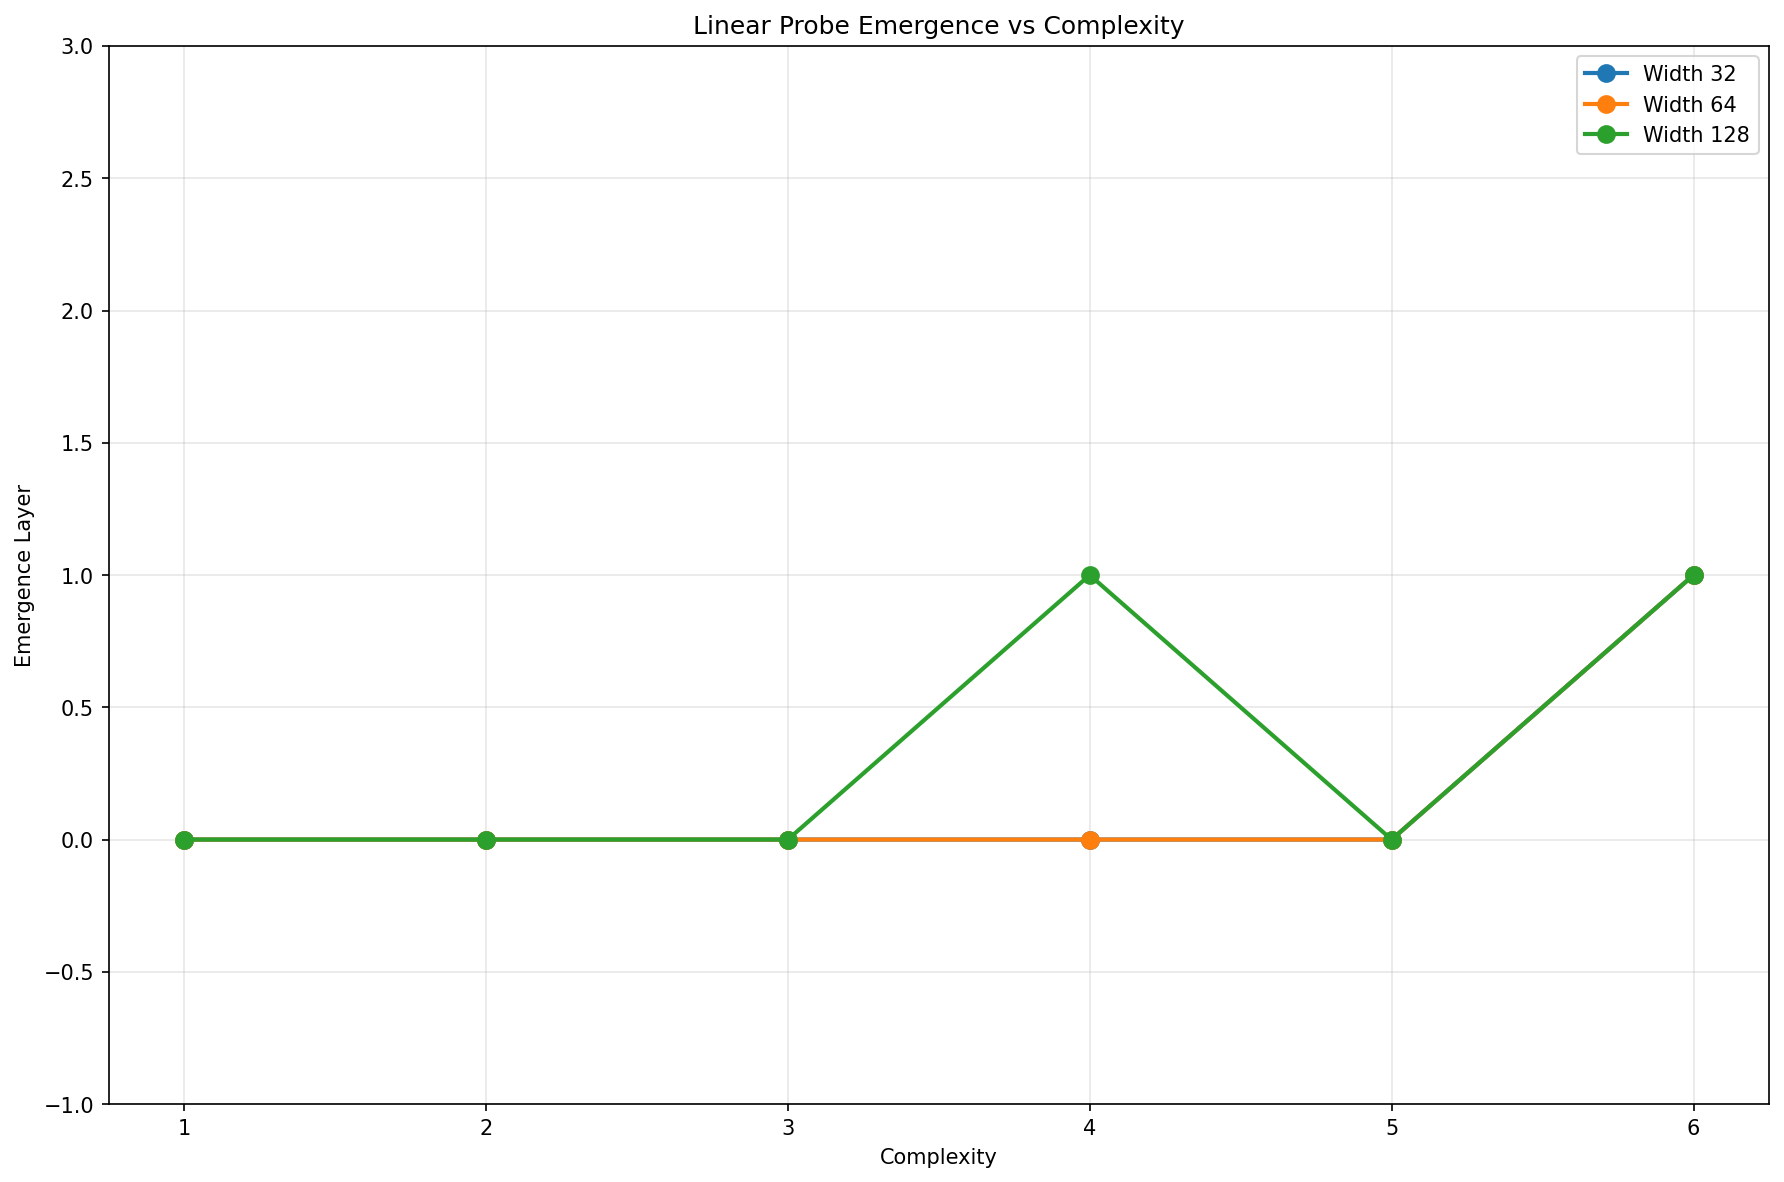 Linear Probe Emergence vs Complexity
3.0
2.5
2.0
1.5
1.0
0.5
0.0
−0.5
−1.0
Emergence Layer
Width 32
Width 64
Width 128
1 2 3 4 5 6
Complexity